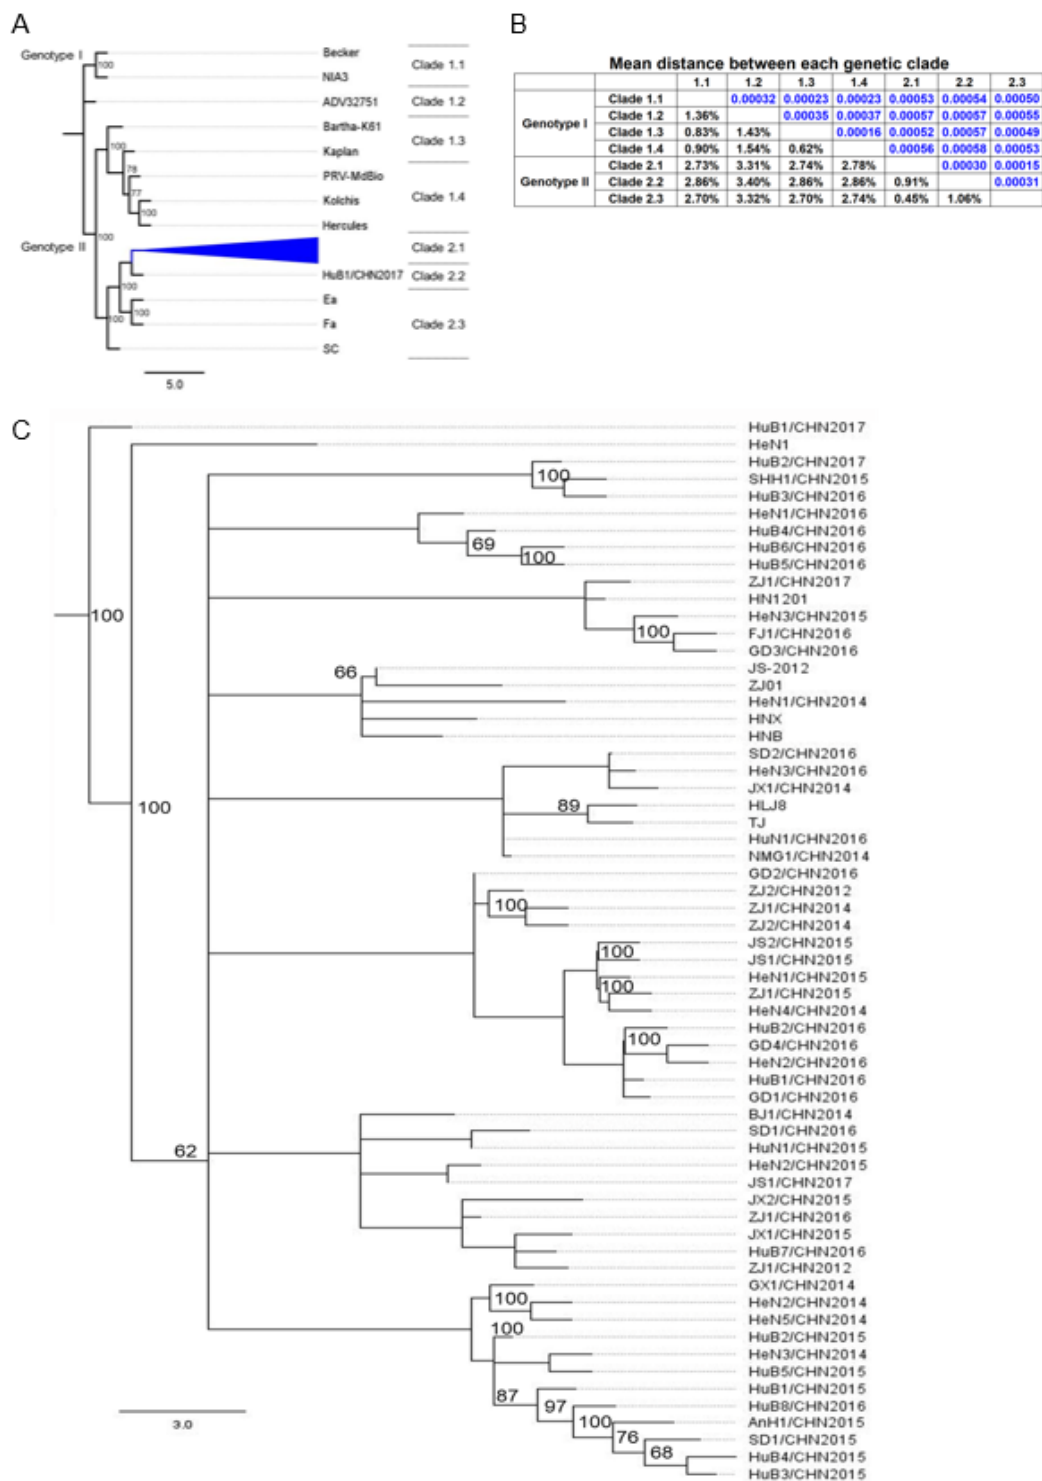 A
Genotype I
100
Becker
NIA3
Clade 1.1
ADV32751
Clade 1.2
Bartha-K61
100
Kaplan
Clade 1.3
78
PRV-MdBio
77
Kolchis
Clade 1.4
100
Hercules
Genotype II
100
Clade 2.1
HuB1/CHN2017
Clade 2.2
100
Ea
100
Fa
Clade 2.3
100
SC
5.0
B
Mean distance between each genetic clade
1.1 1.2 1.3 1.4 2.1 2.2 2.3
Genotype I
Clade 1.1 0.00032 0.00023 0.00023 0.00053 0.00054 0.00050
Clade 1.2 1.36% 0.00035 0.00037 0.00057 0.00057 0.00055
Clade 1.3 0.83% 1.43% 0.00016 0.00052 0.00057 0.00049
Clade 1.4 0.90% 1.54% 0.62% 0.00056 0.00058 0.00053
Genotype II
Clade 2.1 2.73% 3.31% 2.74% 2.78% 0.00030 0.00015
Clade 2.2 2.86% 3.40% 2.86% 2.86% 0.91% 0.00031
Clade 2.3 2.70% 3.32% 2.70% 2.74% 0.45% 1.06%
C
HuB1/CHN2017
HeN1
HuB2/CHN2017
100
SHH1/CHN2015
HuB3/CHN2016
HeN1/CHN2016
HuB4/CHN2016
69
HuB6/CHN2016
100
HuB5/CHN2016
ZJ1/CHN2017
HN1201
100
HeN3/CHN2015
100
FJ1/CHN2016
GD3/CHN2016
JS-2012
66
ZJ01
HeN1/CHN2014
HNX
HNB
SD2/CHN2016
HeN3/CHN2016
JX1/CHN2014
100
HLJ8
89
TJ
HuN1/CHN2016
NMG1/CHN2014
GD2/CHN2016
ZJ2/CHN2012
100
ZJ1/CHN2014
ZJ2/CHN2014
JS2/CHN2015
100
JS1/CHN2015
HeN1/CHN2015
100
ZJ1/CHN2015
HeN4/CHN2014
HuB2/CHN2016
100
GD4/CHN2016
HeN2/CHN2016
HuB1/CHN2016
GD1/CHN2016
BJ1/CHN2014
SD1/CHN2016
HuN1/CHN2015
62
HeN2/CHN2015
JS1/CHN2017
JX2/CHN2015
ZJ1/CHN2016
JX1/CHN2015
HuB7/CHN2016
ZJ1/CHN2012
GX1/CHN2014
100
HeN2/CHN2014
HeN5/CHN2014
100
HuB2/CHN2015
HeN3/CHN2014
HuB5/CHN2015
87
HuB1/CHN2015
97
HuB8/CHN2016
100
AnH1/CHN2015
76
SD1/CHN2015
68
HuB4/CHN2015
HuB3/CHN2015
3.0